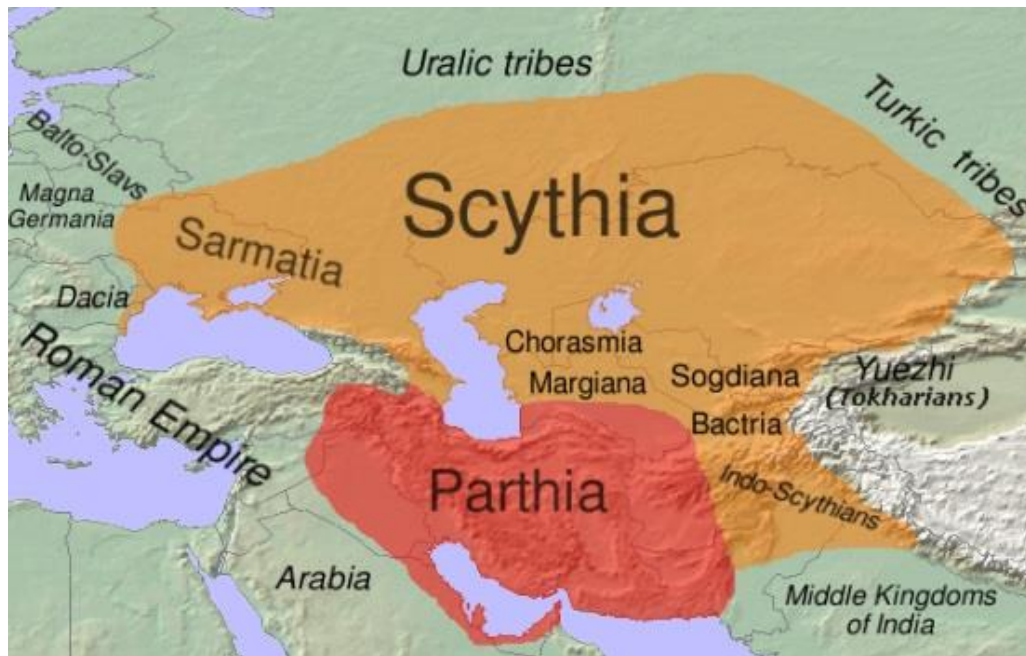 Uralic tribes
Turkic tribes
Balto-Slavs
Magna
Germania
Scythia
Sarmatia
Dacia
Roman Empire
Chorasmia
Margiana
Sogdiana
Bactria
Yuezhi
(Tokharians)
Indo-Scythians
Parthia
Arabia
Middle Kingdoms
of India